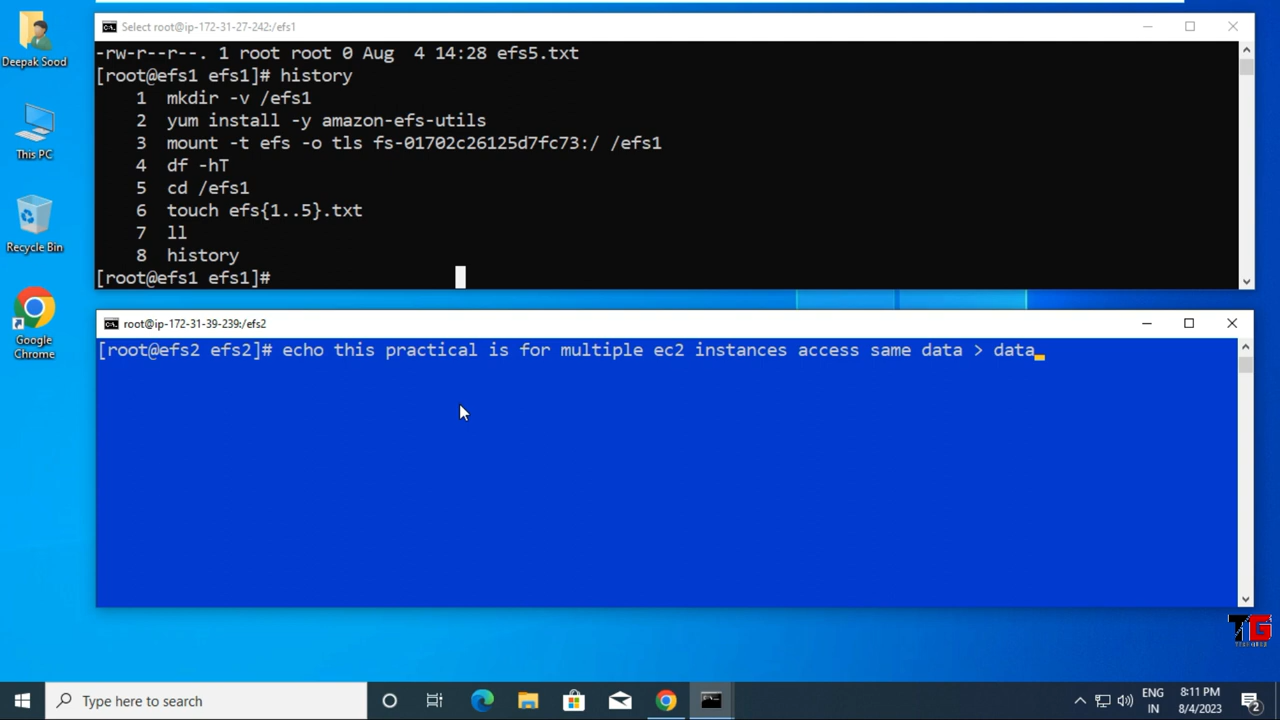 Deepak Sood
This PC
Recycle Bin
Google
Chrome
Select root@ip-172-31-27-242:/efs1
-rw-r--r--. 1 root root 0 Aug  4 14:28 efs5.txt
[root@efs1 efs1]# history
    1  mkdir -v /efs1
    2  yum install -y amazon-efs-utils
    3  mount -t efs -o tls fs-01702c26125d7fc73:/ /efs1
    4  df -hT
    5  cd /efs1
    6  touch efs{1..5}.txt
    7  ll
    8  history
[root@efs1 efs1]#
root@ip-172-31-39-239:/efs2
[root@efs2 efs2]# echo this practical is for multiple ec2 instances access same data > data
TG
Type here to search
ENG
IN
8:11 PM
8/4/2023
2